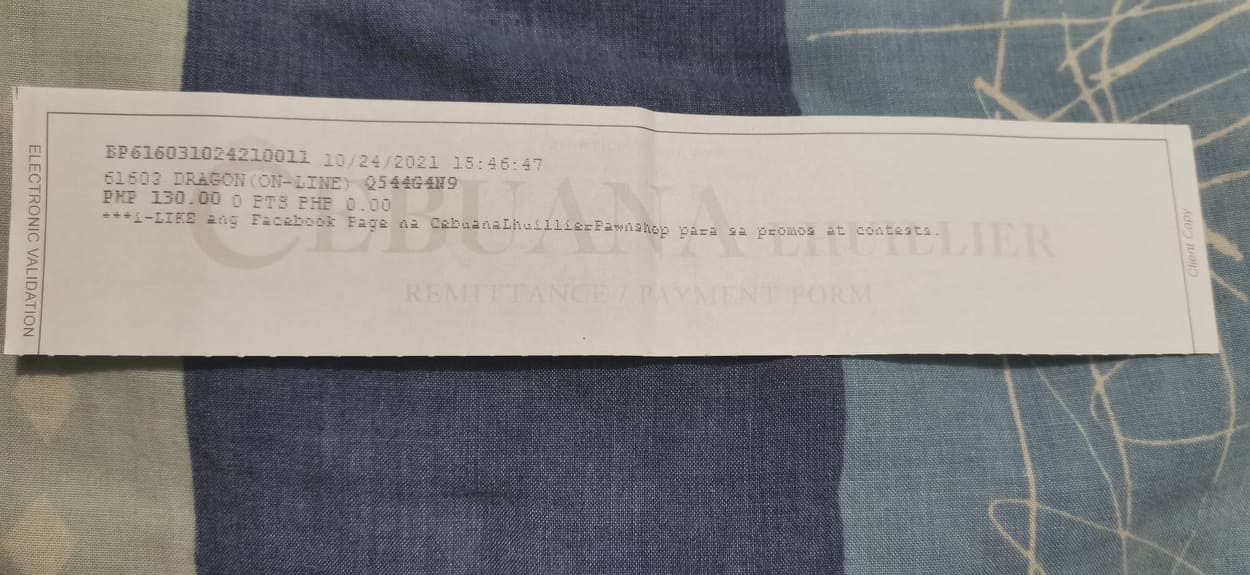 BP616031024210011 10/24/2021 15:46:47
61603 DRAGON(ON-LINE) Q544G4N9
PHP 130.00 0 PTS PHP 0.00
***i-LIKE ang Facebook Page na CebuanaLhuillierPawnshop para sa promos at contests.
CEBUANA LHUILLIER
REMITTANCE / PAYMENT FORM
ELECTRONIC VALIDATION
Client Copy